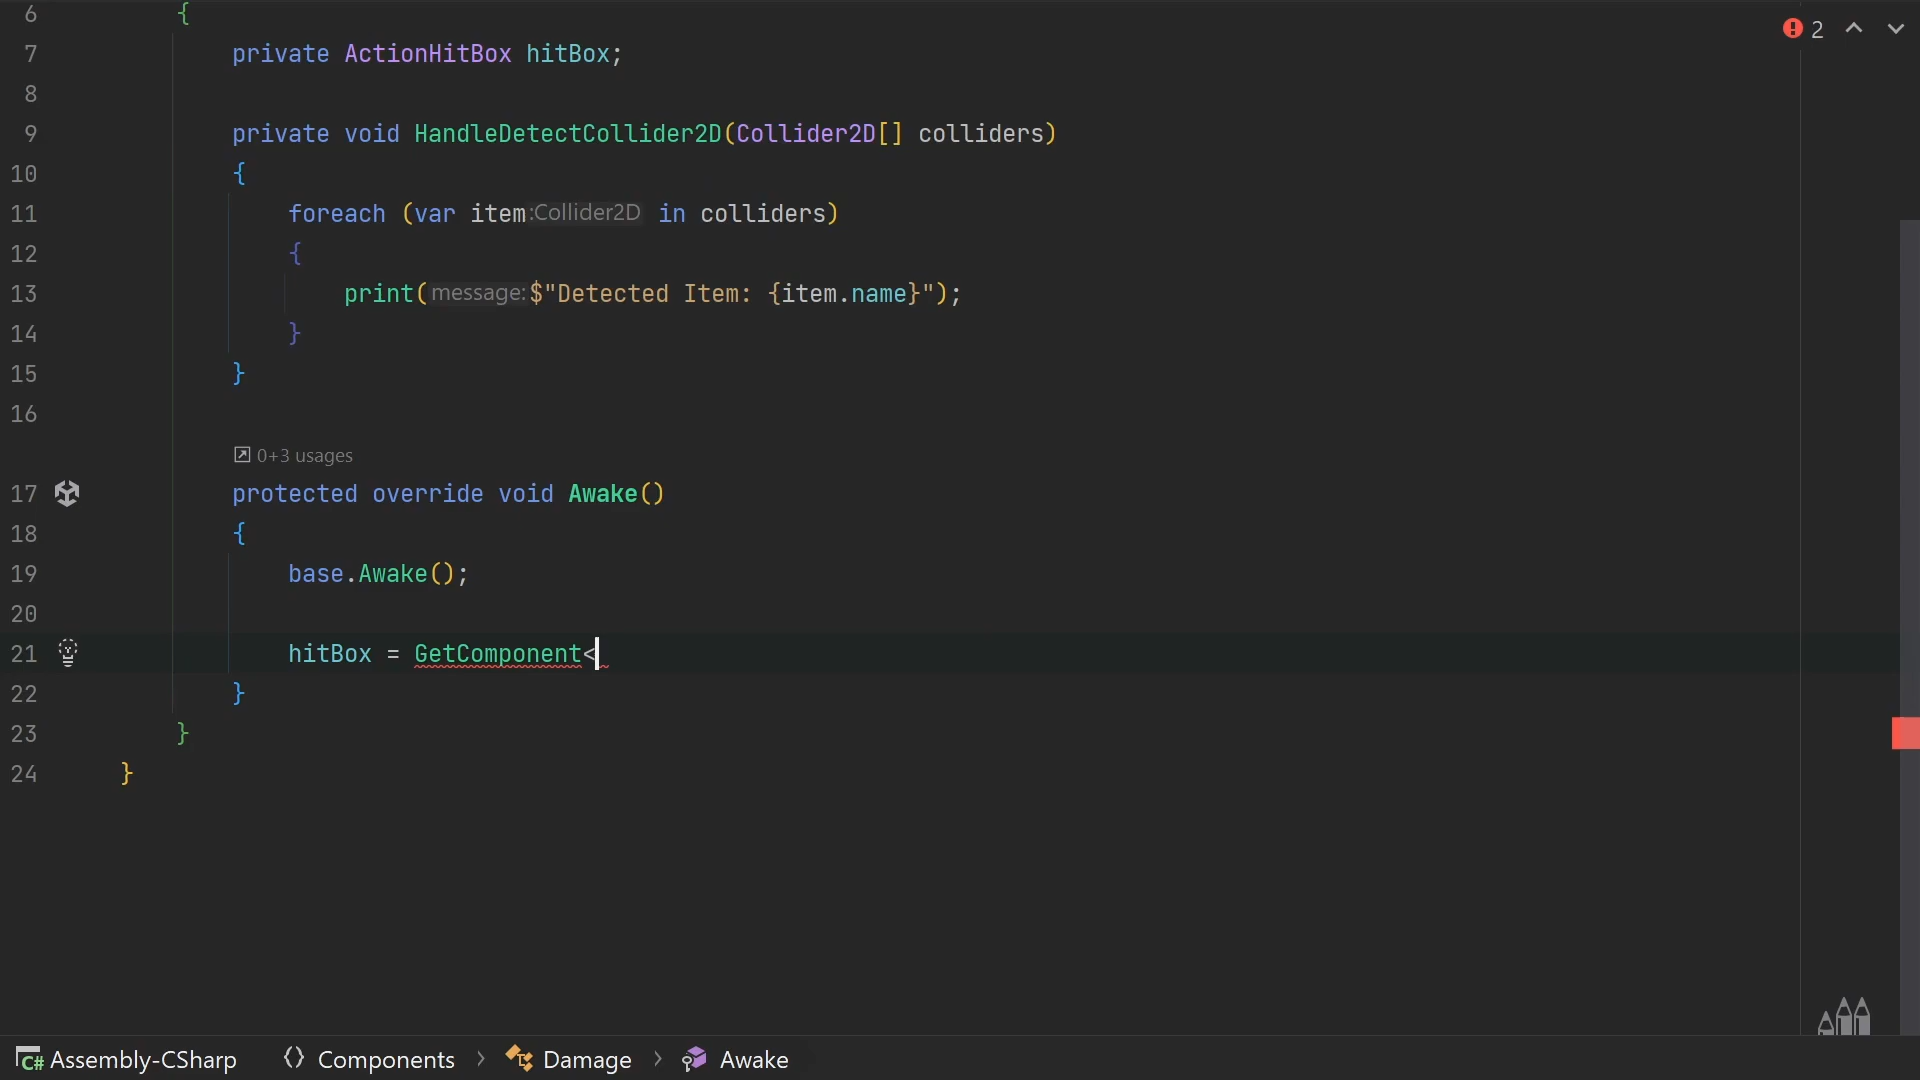 6 {
2
7 private ActionHitBox hitBox;
8
9 private void HandleDetectCollider2D(Collider2D[] colliders)
10 {
11 foreach (var item:Collider2D in colliders)
12 {
13 print(message:$"Detected Item: {item.name}");
14 }
15 }
16
0+3 usages
17 protected override void Awake()
18 {
19 base.Awake();
20
21 hitBox = GetComponent<
22 }
23 }
24 }
C# Assembly-CSharp {} Components > Damage > Awake